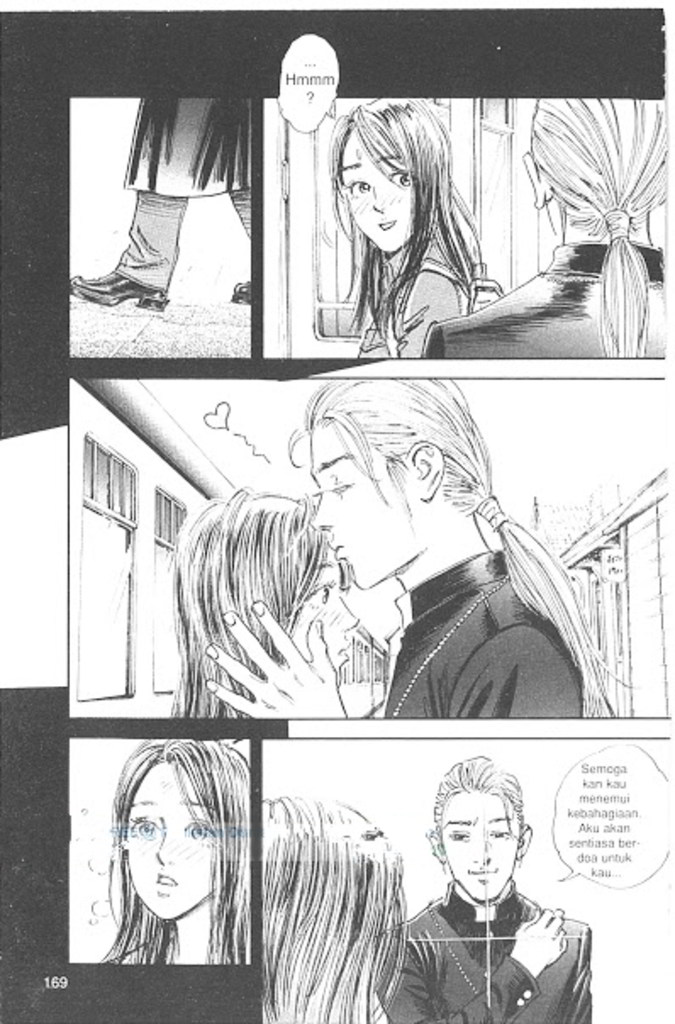 ...
Hmmm
?
Semoga
kan kau
menemui
kebahagiaan.
Aku akan
sentiasa ber-
doa untuk
kau...
169